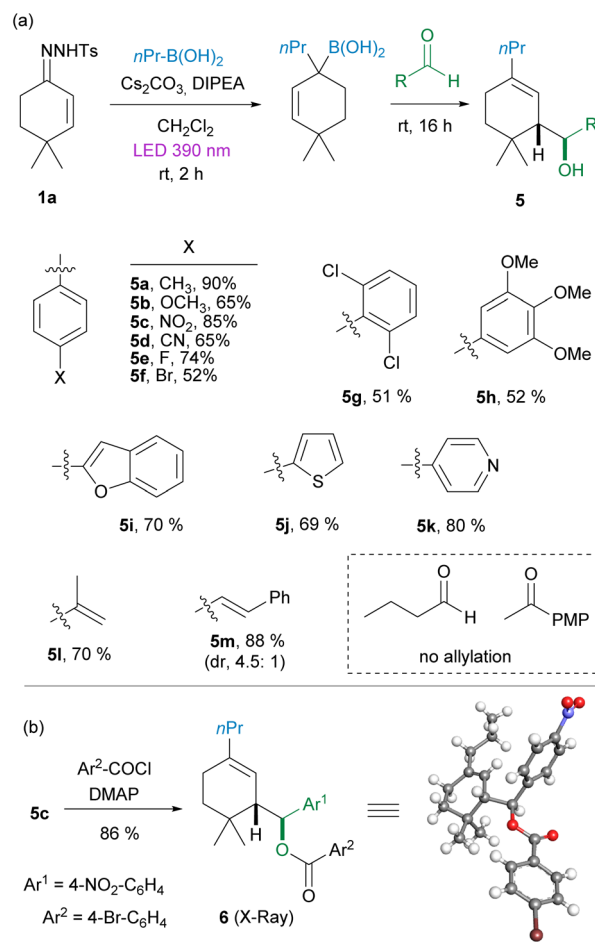 (a)
NNHTs
1a
nPr-B(OH)₂
Cs₂CO₃, DIPEA
CH₂Cl₂
LED 390 nm
rt, 2 h
nPr B(OH)₂
O
R H
rt, 16 h
nPr
H
R
OH
5
X
X
5a, CH₃, 90%
5b, OCH₃, 65%
5c, NO₂, 85%
5d, CN, 65%
5e, F, 74%
5f, Br, 52%
Cl
Cl
5g, 51 %
OMe
OMe
OMe
5h, 52 %
O
5i, 70 %
S
5j, 69 %
N
5k, 80 %
5l, 70 %
Ph
5m, 88 %
(dr, 4.5: 1)
O
H
O
PMP
no allylation
(b)
5c
Ar²-COCl
DMAP
86 %
Ar¹ = 4-NO₂-C₆H₄
Ar² = 4-Br-C₆H₄
nPr
H
Ar¹
O
Ar²
O
6 (X-Ray)